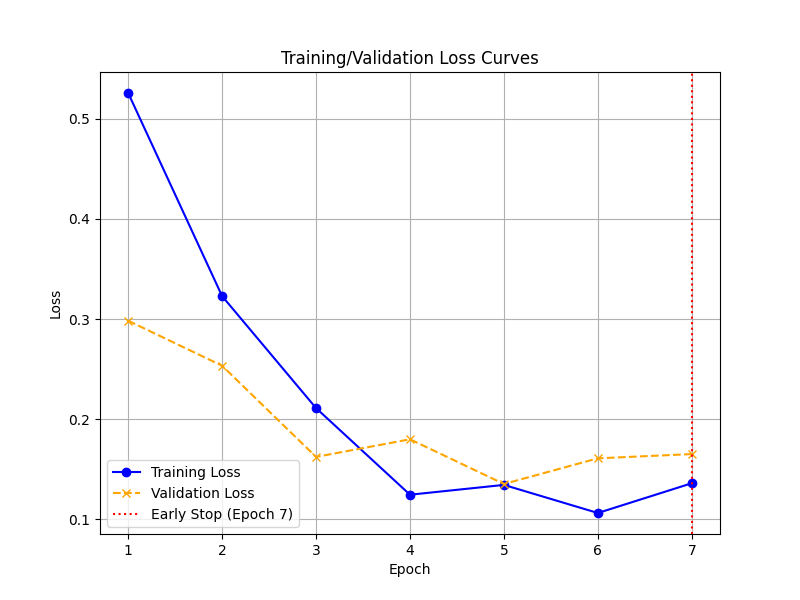 Training/Validation Loss Curves
0.5
0.4
0.3
0.2
0.1
Loss
Training Loss
Validation Loss
Early Stop (Epoch 7)
1 2 3 4 5 6 7
Epoch